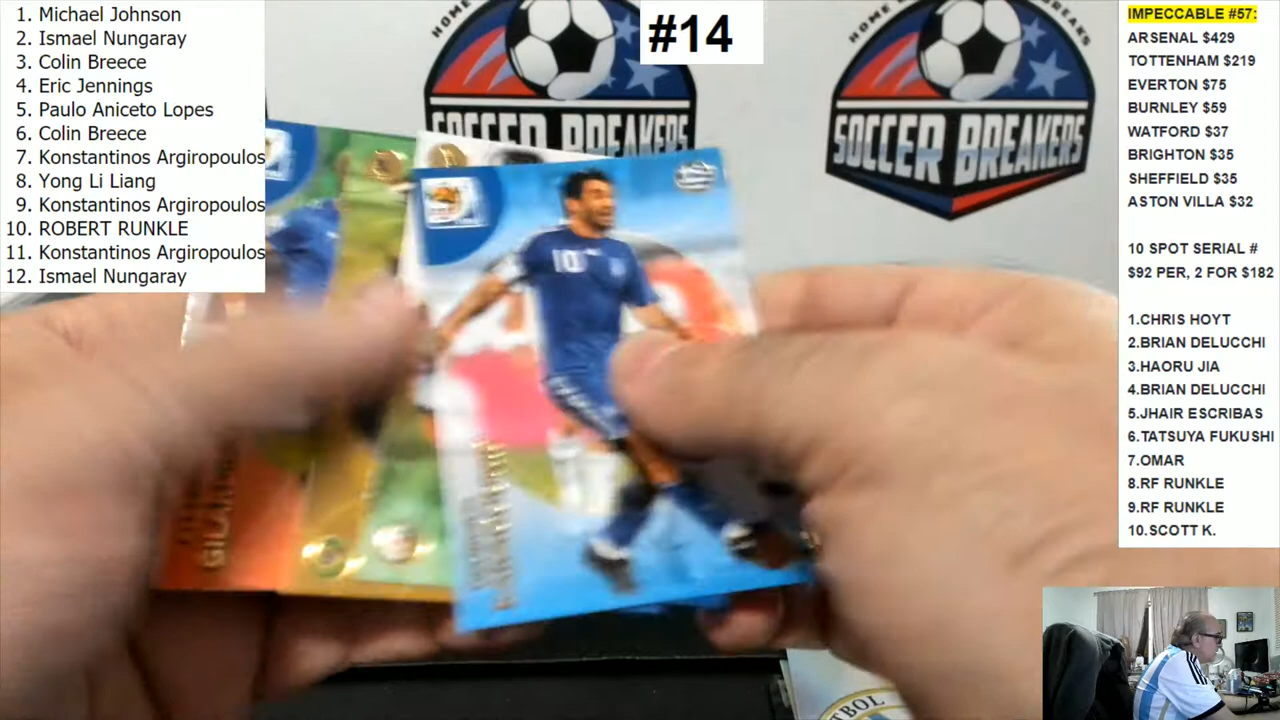 1. Michael Johnson
2. Ismael Nungaray
3. Colin Breece
4. Eric Jennings
5. Paulo Aniceto Lopes
6. Colin Breece
7. Konstantinos Argiropoulos
8. Yong Li Liang
9. Konstantinos Argiropoulos
10. ROBERT RUNKLE
11. Konstantinos Argiropoulos
12. Ismael Nungaray
#14
SOCCER BREAKERS
SOCCER BREAKERS
10
IMPECCABLE #57:
ARSENAL $429
TOTTENHAM $219
EVERTON $75
BURNLEY $59
WATFORD $37
BRIGHTON $35
SHEFFIELD $35
ASTON VILLA $32
10 SPOT SERIAL #
$92 PER, 2 FOR $182
1.CHRIS HOYT
2.BRIAN DELUCCHI
3.HAORU JIA
4.BRIAN DELUCCHI
5.JHAIR ESCRIBAS
6.TATSUYA FUKUSHI
7.OMAR
8.RF RUNKLE
9.RF RUNKLE
10.SCOTT K.